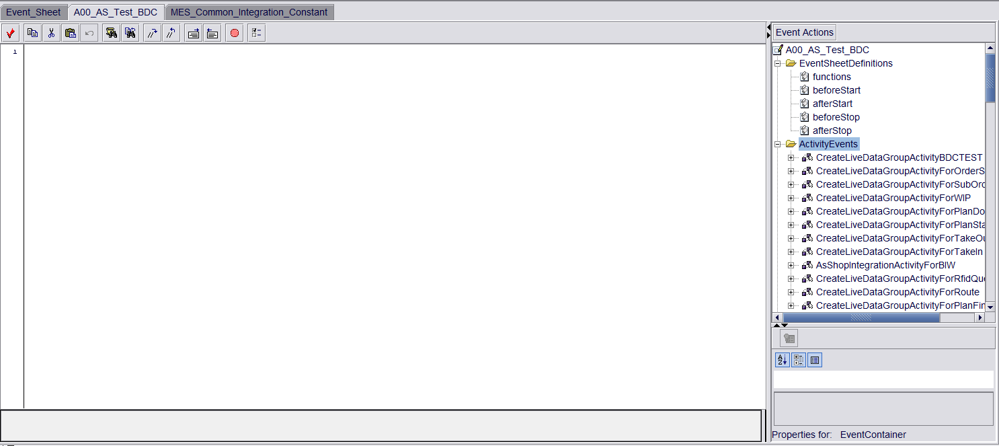 Event_Sheet
A00_AS_Test_BDC
MES_Common_Integration_Constant
1
Event Actions
A00_AS_Test_BDC
EventSheetDefinitions
functions
beforeStart
afterStart
beforeStop
afterStop
ActivityEvents
CreateLiveDataGroupActivityBDCTEST
CreateLiveDataGroupActivityForOrderS
CreateLiveDataGroupActivityForSubOrd
CreateLiveDataGroupActivityForWIP
CreateLiveDataGroupActivityForPlanDo
CreateLiveDataGroupActivityForPlanSta
CreateLiveDataGroupActivityForTakeOu
CreateLiveDataGroupActivityForTakeIn
AsShopIntegrationActivityForBIW
CreateLiveDataGroupActivityForRfidQue
CreateLiveDataGroupActivityForRoute
CreateLiveDataGroupActivityForPlanFin
Properties for: EventContainer